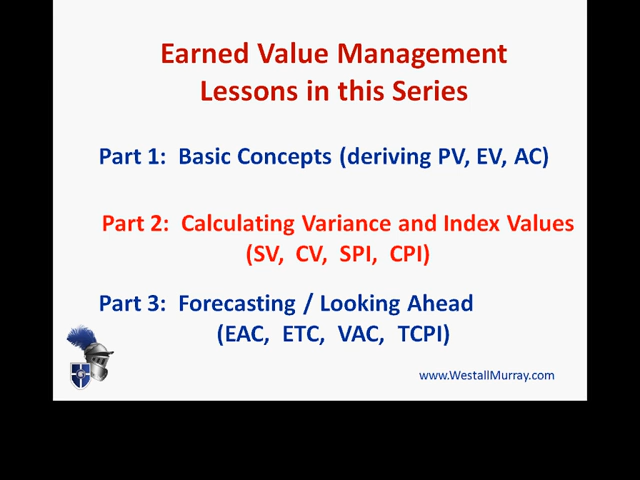 Earned Value Management
Lessons in this Series
Part 1: Basic Concepts (deriving PV, EV, AC)
Part 2: Calculating Variance and Index Values
(SV, CV, SPI, CPI)
Part 3: Forecasting / Looking Ahead
(EAC, ETC, VAC, TCPI)
www.WestallMurray.com